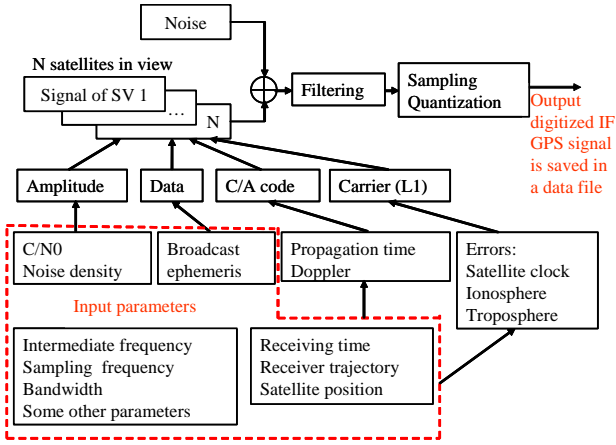 Noise
N satellites in view
Signal of SV 1
...
N
Filtering
Sampling
Quantization
Output
digitized IF
GPS signal
is saved in
a data file
Amplitude
Data
C/A code
Carrier (L1)
C/N0
Noise density
Broadcast
ephemeris
Propagation time
Doppler
Errors:
Satellite clock
Ionosphere
Troposphere
Input parameters
Intermediate frequency
Sampling frequency
Bandwidth
Some other parameters
Receiving time
Receiver trajectory
Satellite position